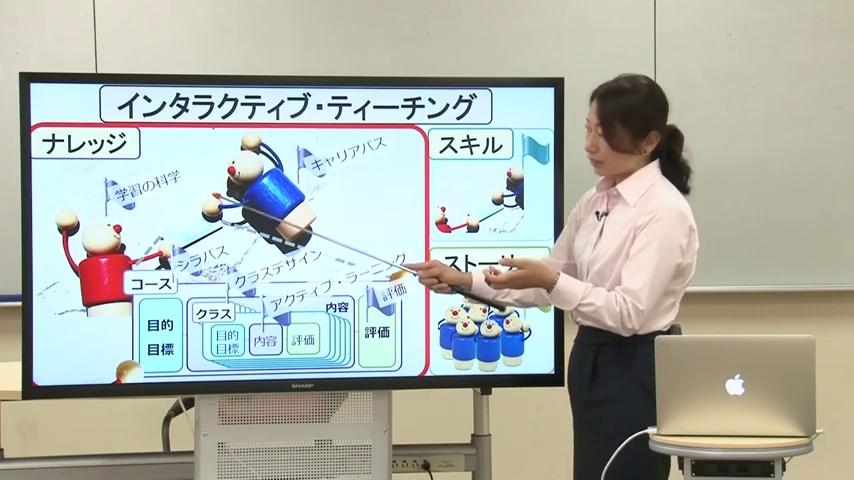 インタラクティブ・ティーチング
ナレッジ
スキル
キャリアパス
学習の科学
シラバス
クラスデザイン
アクティブ・ラーニング
評価
コース
目的
目標
クラス
内容
目的
目標
内容
評価
評価
ストーリ
SHARP